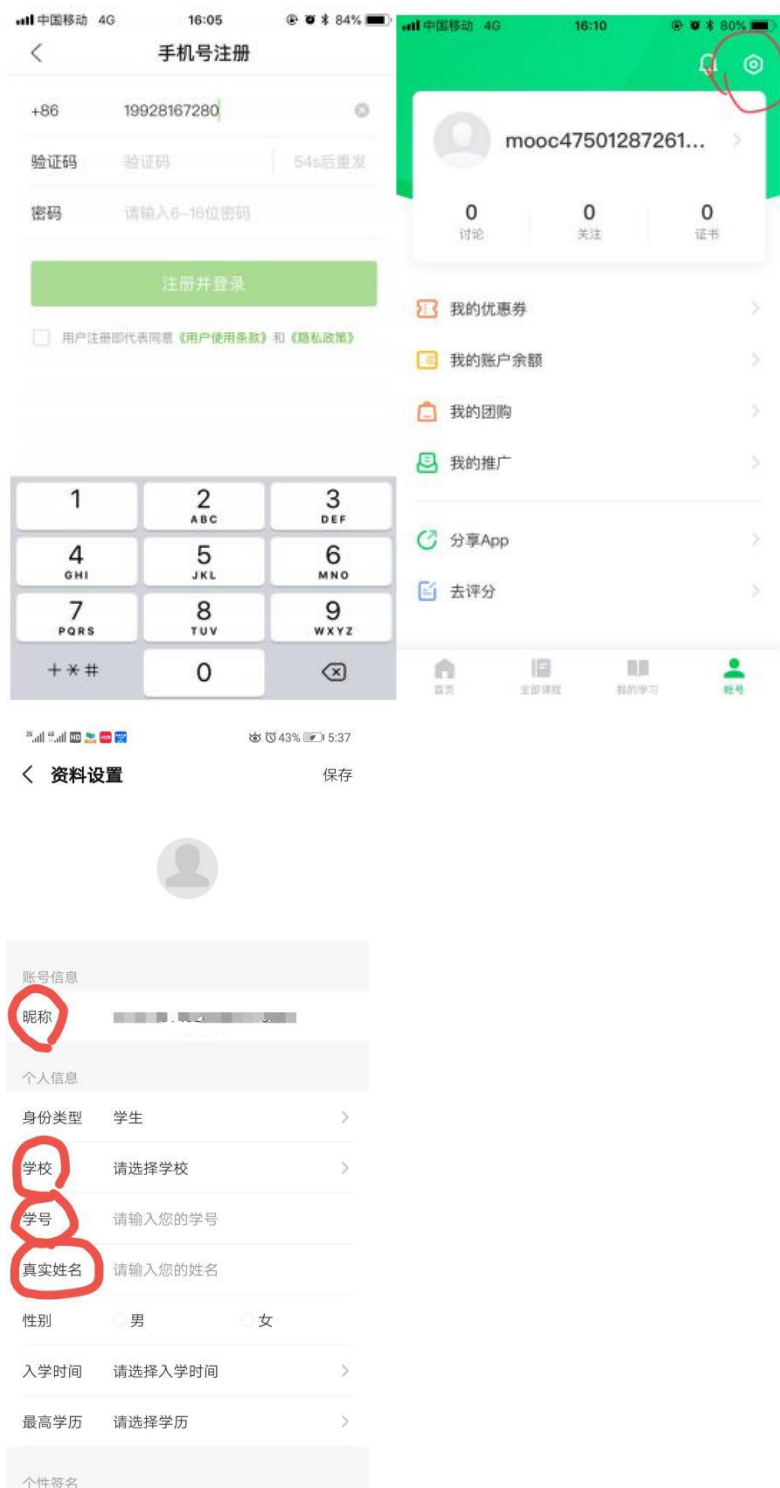 中国移动 4G 16:05 84%
手机号注册
+86 19928167280
验证码 验证码 54s后重发
密码 请输入6-16位密码
注册并登录
用户注册即代表同意《用户使用条款》和《隐私政策》
1 2 3
ABC DEF
4 5 6
GHI JKL MNO
7 8 9
PQRS TUV WXYZ
+*# 0
中国移动 4G 16:10 80%
mooc47501287261...
0 0 0
讨论 关注 证书
我的优惠券
我的账户余额
我的团购
我的推广
分享App
去评分
首页 全部课程 我的学习 帐号
43% 5:37
资料设置 保存
账号信息
昵称
个人信息
身份类型 学生
学校 请选择学校
学号 请输入您的学号
真实姓名 请输入您的姓名
性别 男 女
入学时间 请选择入学时间
最高学历 请选择学历
个性签名